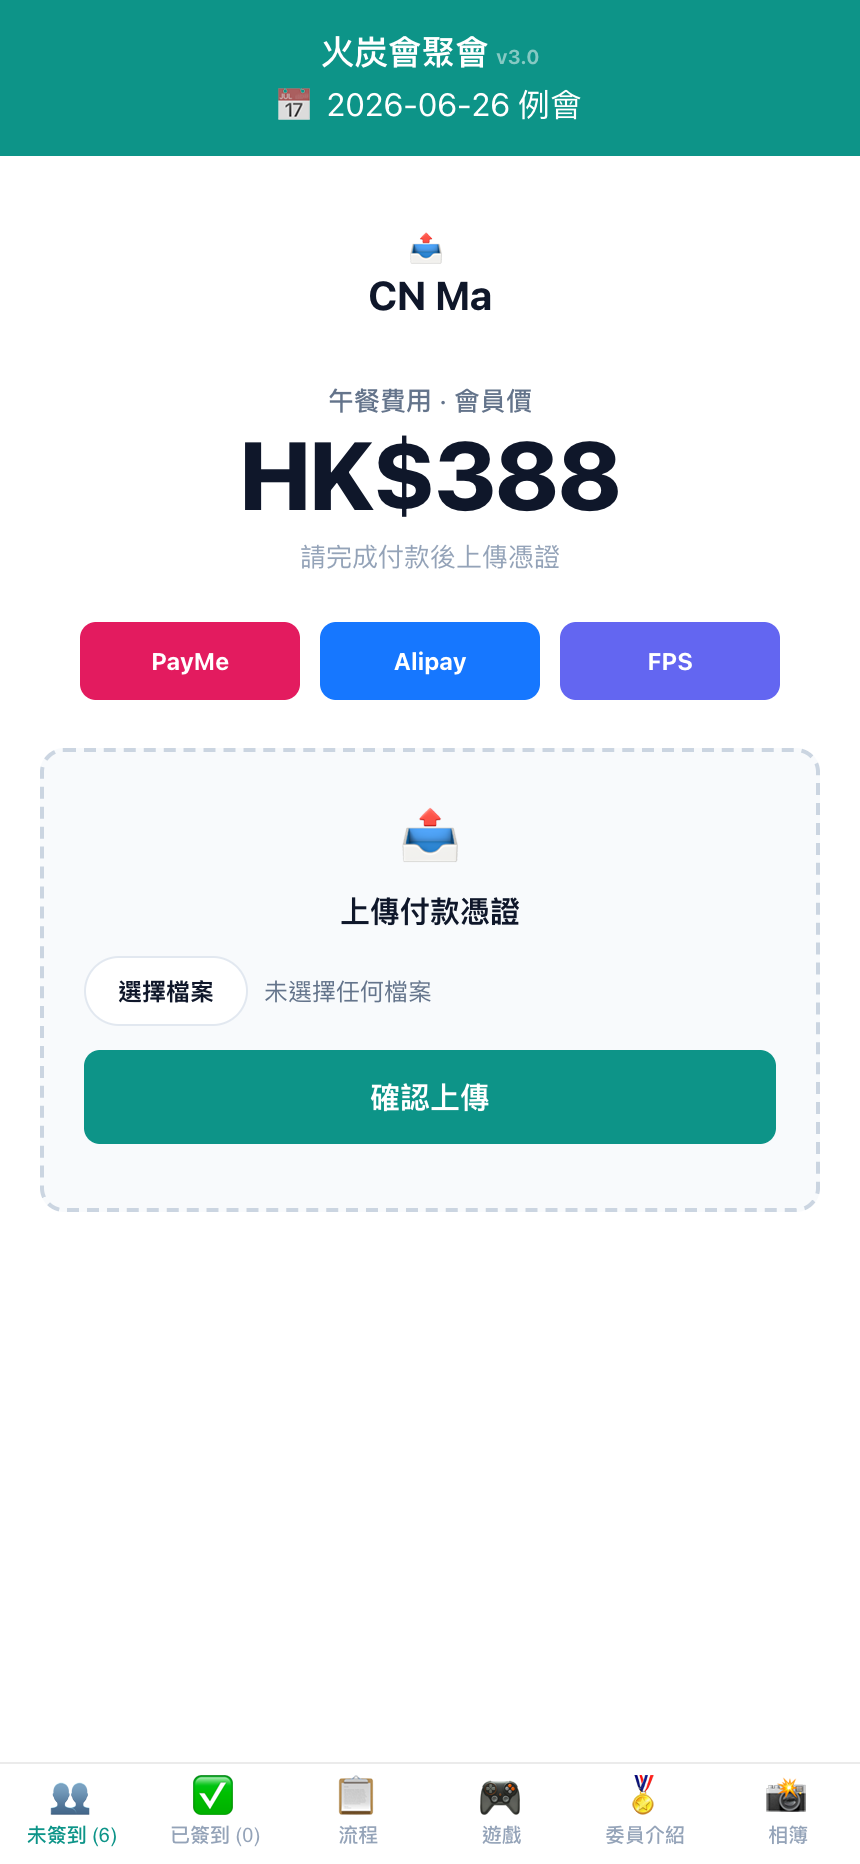 火炭會聚會 v3.0
📅 2026-06-26 例會
CN Ma
午餐費用 · 會員價
HK$388
請完成付款後上傳憑證
PayMe
Alipay
FPS
上傳付款憑證
選擇檔案 未選擇任何檔案
確認上傳
未簽到 (6)
已簽到 (0)
流程
遊戲
委員介紹
相簿